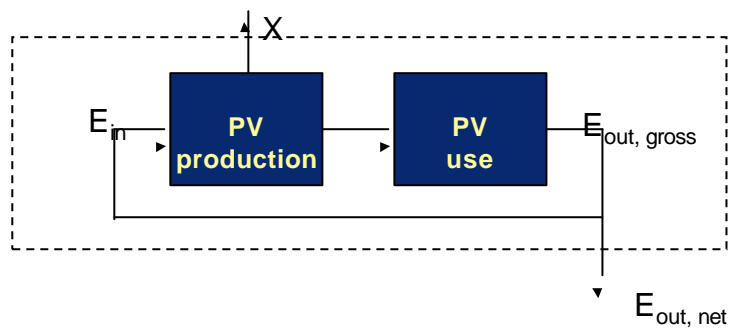 X
E_in
PV
production
PV
use
E_out, gross
E_out, net